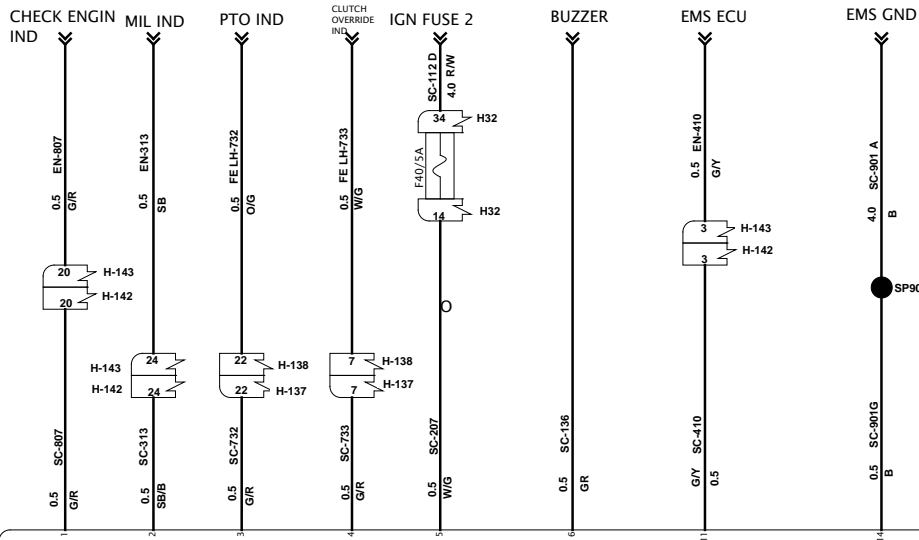 CHECK ENGIN
IND
MIL IND
PTO IND
CLUTCH
OVERRIDE
IND
IGN FUSE 2
BUZZER
EMS ECU
EMS GND
EN-807
0.5
G/R
20
H-143
20
H-142
SC-807
0.5
G/R
1
EN-313
0.5
SB
24
H-143
24
H-142
SC-313
0.5
SB/B
2
FE LH-732
0.5
O/G
22
H-138
22
H-137
SC-732
0.5
G/R
3
FE LH-733
0.5
W/G
7
H-138
7
H-137
SC-733
0.5
G/R
4
SC-112 D
4.0 R/W
34
H32
F40/5A
14
H32
O
SC-207
0.5
W/G
5
SC-136
0.5
GR
6
EN-410
0.5
G/Y
3
H-143
3
H-142
SC-410
G/Y
0.5
11
SC-901 A
4.0
B
SP90
SC-901G
0.5
B
14